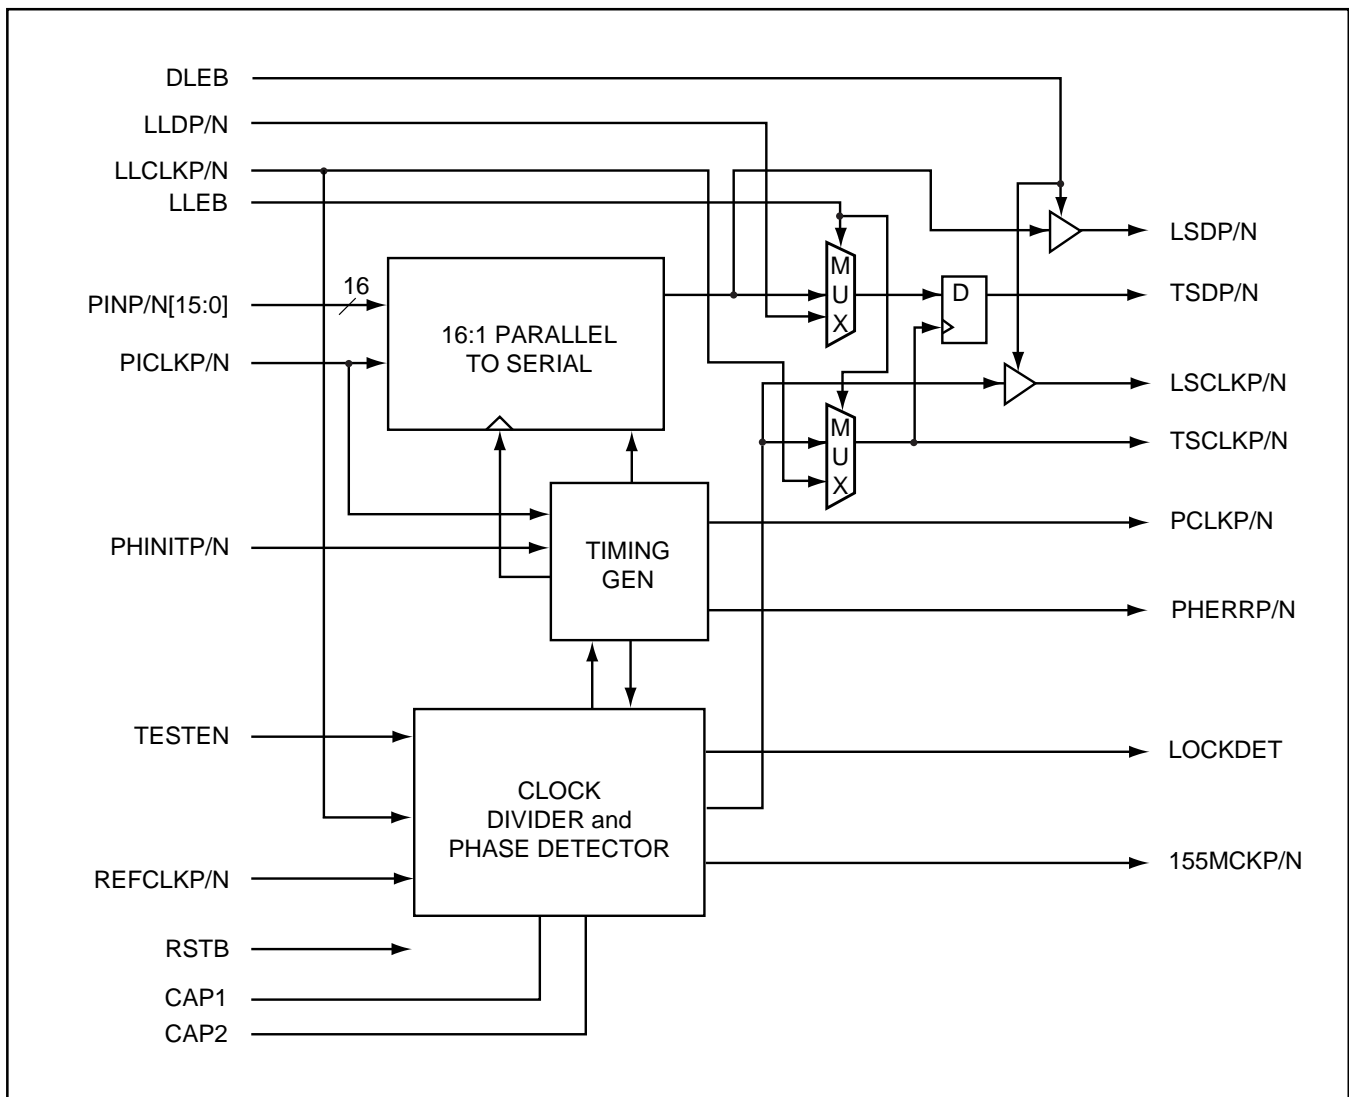 DLEB
LLDP/N
LLCLKP/N
LLEB
PINP/N[15:0]
16
PICLKP/N
PHINITP/N
TESTEN
REFCLKP/N
RSTB
CAP1
CAP2
16:1 PARALLEL
TO SERIAL
TIMING
GEN
CLOCK
DIVIDER and
PHASE DETECTOR
M
U
X
M
U
X
D
LSDP/N
TSDP/N
LSCLKP/N
TSCLKP/N
PCLKP/N
PHERRP/N
LOCKDET
155MCKP/N